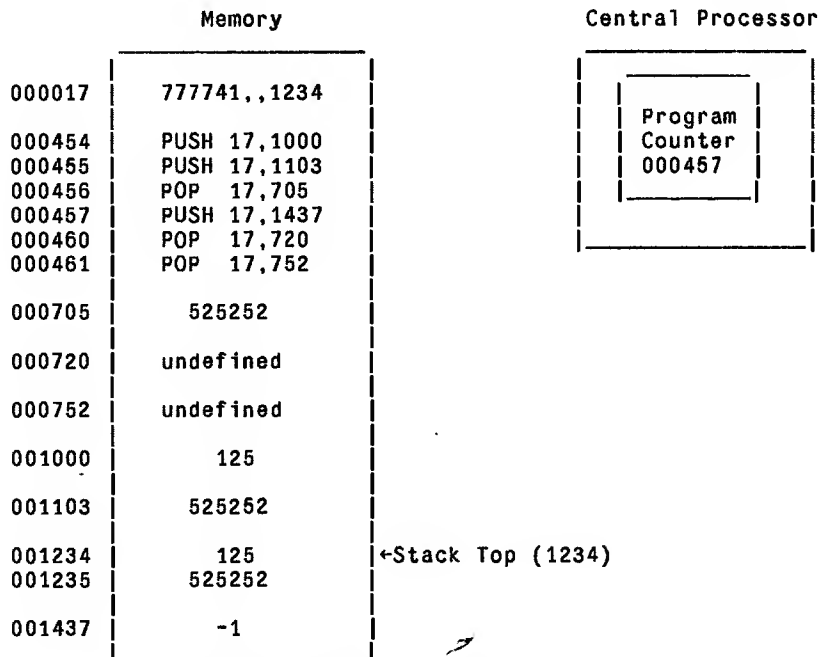 Memory Central Processor
000017 777741,,1234
Program
000454 PUSH 17,1000 Counter
000455 PUSH 17,1103 000457
000456 POP 17,705
000457 PUSH 17,1437
000460 POP 17,720
000461 POP 17,752
000705 525252
000720 undefined
000752 undefined
001000 125
001103 525252
001234 125 ←Stack Top (1234)
001235 525252
001437 -1